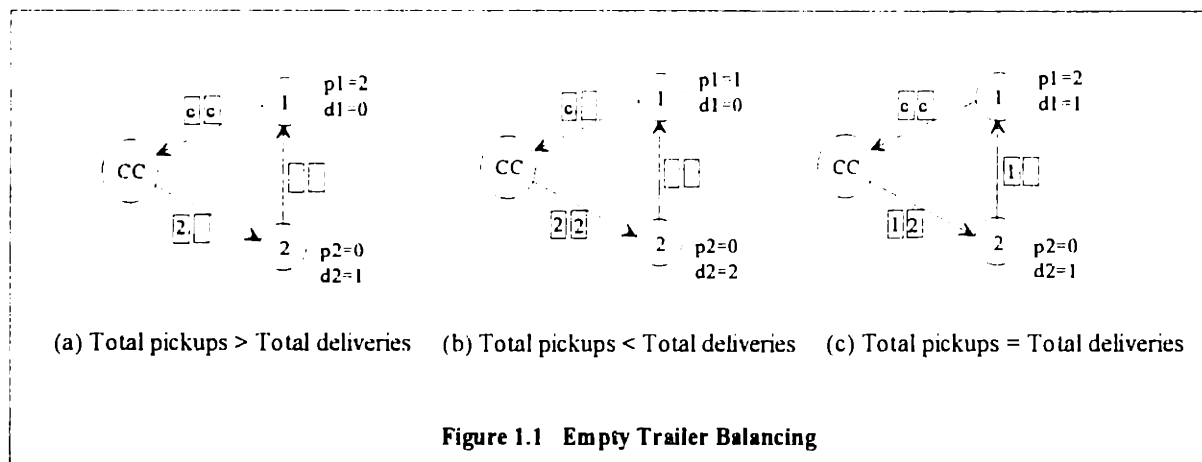 p1=2
d1=0
1
c c
CC
2
2
p2=0
d2=1
(a) Total pickups > Total deliveries
p1=1
d1=0
1
c
CC
2 2
2
p2=0
d2=2
(b) Total pickups < Total deliveries
p1=2
d1=1
1
c c
CC
1
1 2
2
p2=0
d2=1
(c) Total pickups = Total deliveries
Figure 1.1 Empty Trailer Balancing